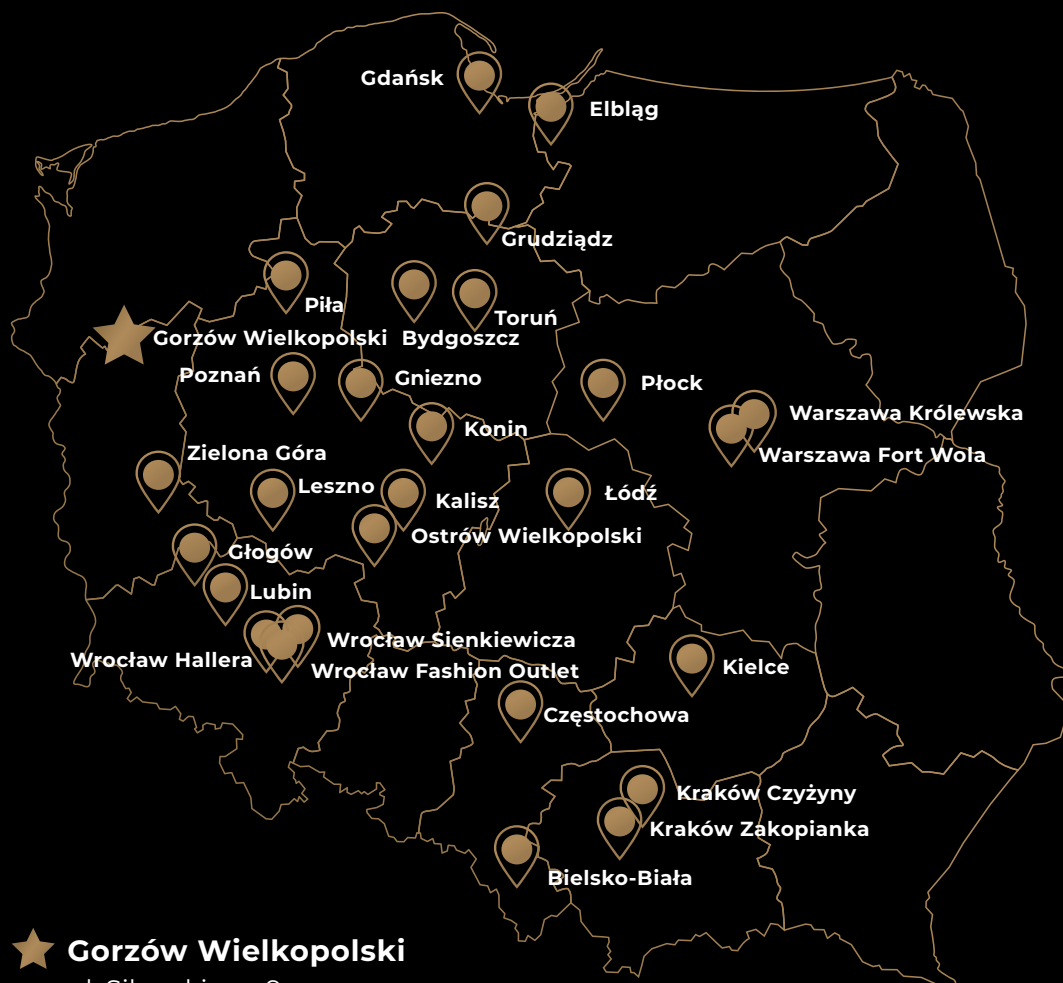 Gdańsk
Elbląg
Grudziądz
Piła
Toruń
Gorzów Wielkopolski
Bydgoszcz
Poznań
Gniezno
Płock
Konin
Warszawa Królewska
Warszawa Fort Wola
Zielona Góra
Leszno
Kalisz
Łódź
Ostrów Wielkopolski
Głogów
Lubin
Wrocław Sienkiewicza
Wrocław Hallera
Wrocław Fashion Outlet
Kielce
Częstochowa
Kraków Czyżyny
Kraków Zakopianka
Bielsko-Biała
Gorzów Wielkopolski